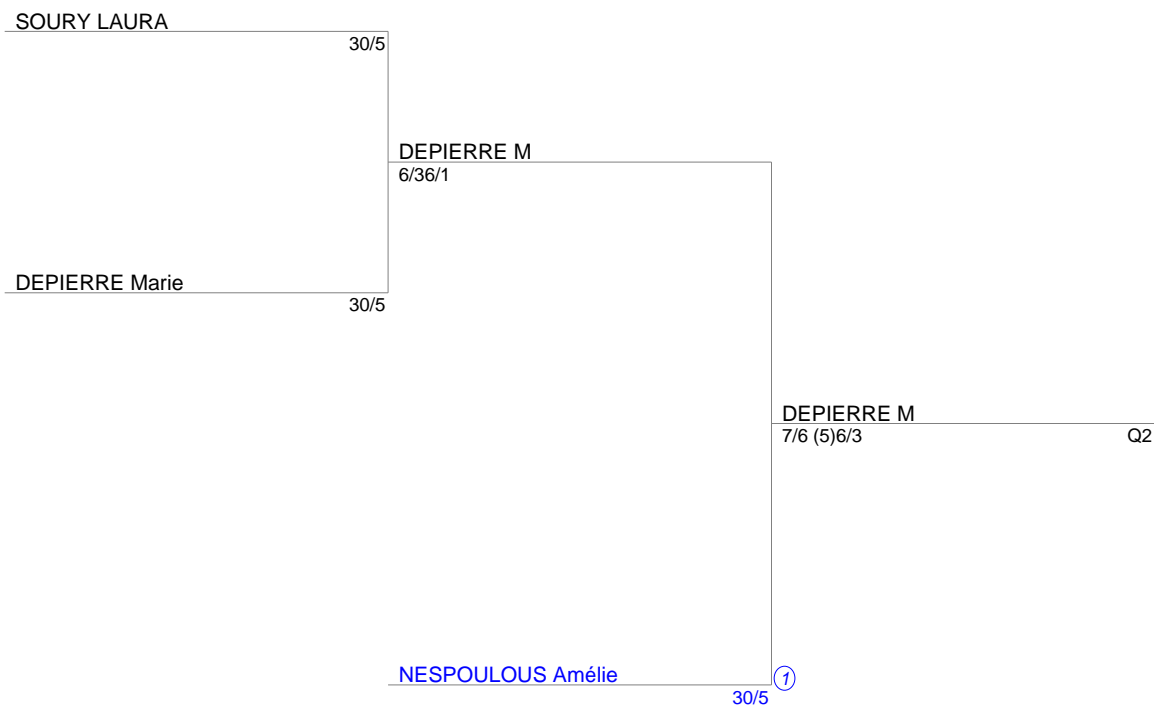 SOURY LAURA
30/5
DEPIERRE M
6/36/1
DEPIERRE Marie
30/5
DEPIERRE M
7/6 (5)6/3 Q2
NESPOULOUS Amélie 1
30/5